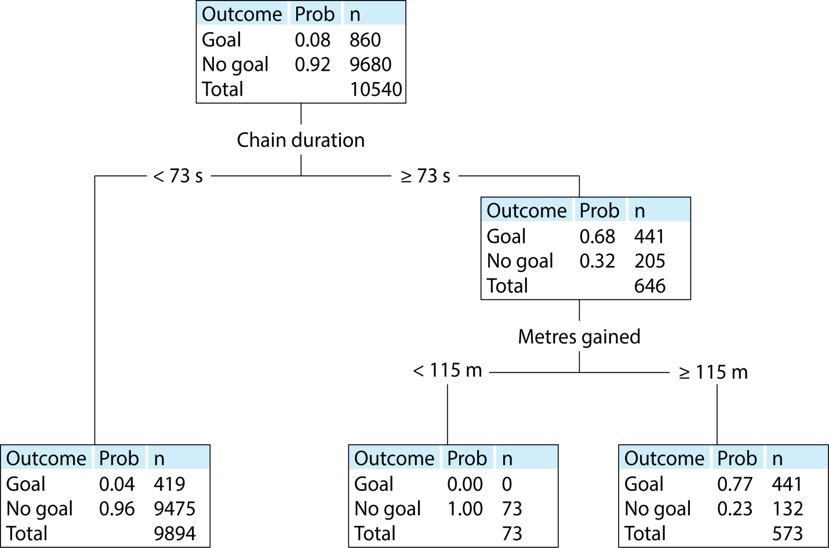 Outcome Prob n
Goal 0.08 860
No goal 0.92 9680
Total 10540
Chain duration
< 73 s
≥ 73 s
Outcome Prob n
Goal 0.68 441
No goal 0.32 205
Total 646
Metres gained
< 115 m
≥ 115 m
Outcome Prob n
Goal 0.04 419
No goal 0.96 9475
Total 9894
Outcome Prob n
Goal 0.00 0
No goal 1.00 73
Total 73
Outcome Prob n
Goal 0.77 441
No goal 0.23 132
Total 573